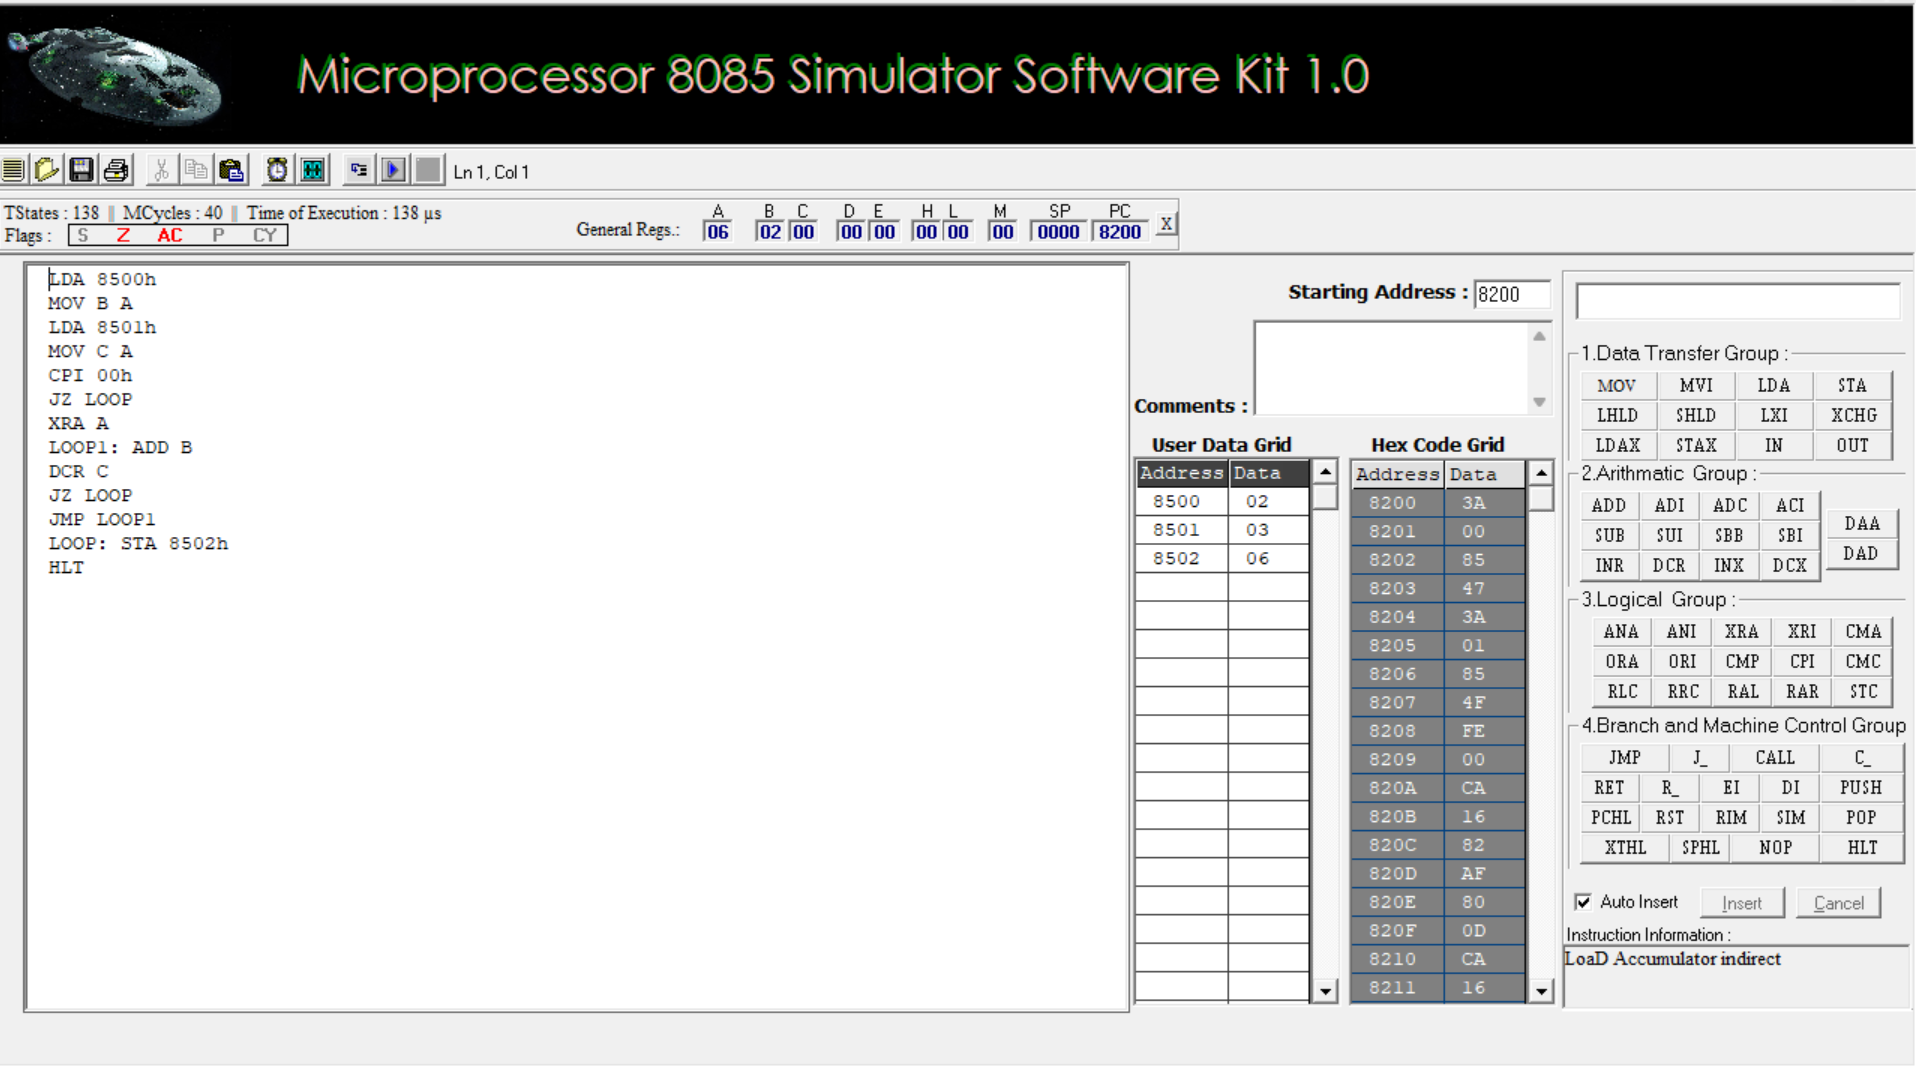 Microprocessor 8085 Simulator Software Kit 1.0
Ln 1, Col 1
TStates : 138 || MCycles : 40 || Time of Execution : 138 µs
Flags : S Z AC P CY
General Regs.:
A B C D E H L M SP PC
06 02 00 00 00 00 00 00 0000 8200 X
LDA 8500h
MOV B A
LDA 8501h
MOV C A
CPI 00h
JZ LOOP
XRA A
LOOP1: ADD B
DCR C
JZ LOOP
JMP LOOP1
LOOP: STA 8502h
HLT
Starting Address : 8200
Comments :
User Data Grid
Address Data
8500 02
8501 03
8502 06
Hex Code Grid
Address Data
8200 3A
8201 00
8202 85
8203 47
8204 3A
8205 01
8206 85
8207 4F
8208 FE
8209 00
820A CA
820B 16
820C 82
820D AF
820E 80
820F 0D
8210 CA
8211 16
1.Data Transfer Group :
MOV MVI LDA STA
LHLD SHLD LXI XCHG
LDAX STAX IN OUT
2.Arithmatic Group :
ADD ADI ADC ACI
SUB SUI SBB SBI
INR DCR INX DCX
DAA
DAD
3.Logical Group :
ANA ANI XRA XRI CMA
ORA ORI CMP CPI CMC
RLC RRC RAL RAR STC
4.Branch and Machine Control Group
JMP J_ CALL C_
RET R_ EI DI PUSH
PCHL RST RIM SIM POP
XTHL SPHL NOP HLT
Auto Insert Insert Cancel
Instruction Information :
LoaD Accumulator indirect